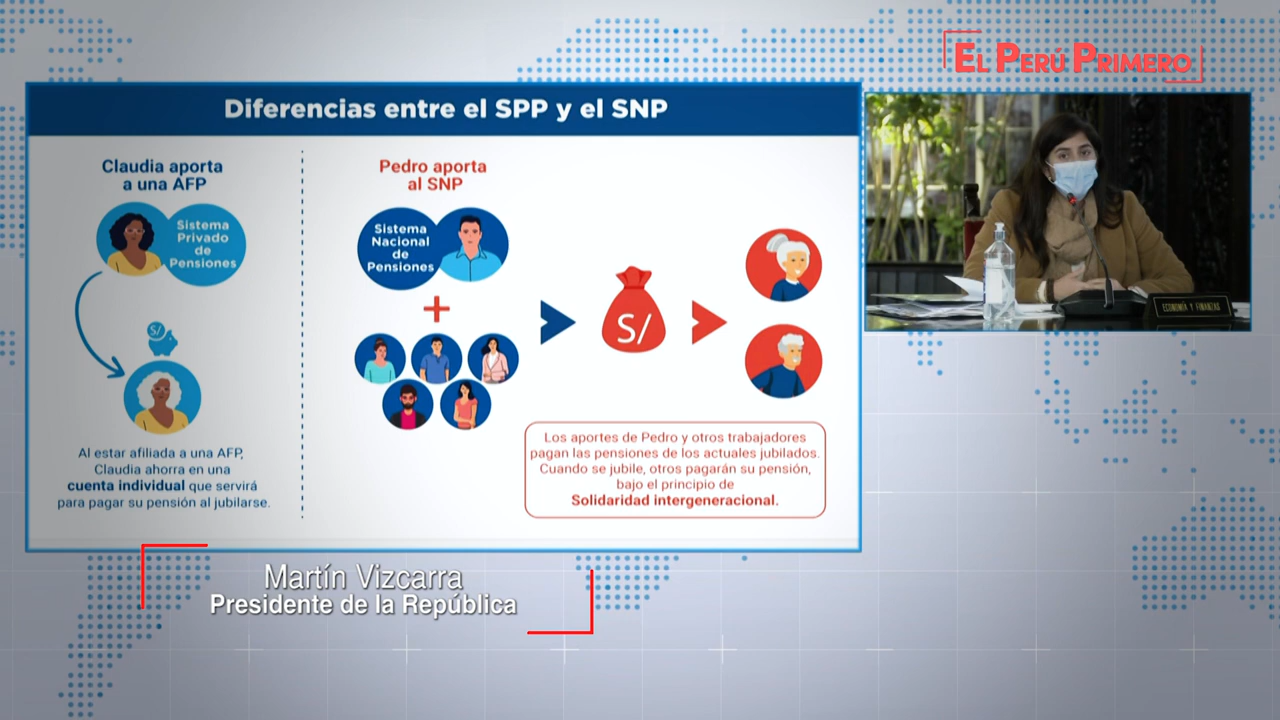 EL PERÚ PRIMERO
Diferencias entre el SPP y el SNP
Claudia aporta
a una AFP
Sistema
Privado
de
Pensiones
S/
Al estar afiliada a una AFP,
Claudia ahorra en una
cuenta individual que servirá
para pagar su pensión al jubilarse.
Pedro aporta
al SNP
Sistema
Nacional
de
Pensiones
+
S/
Los aportes de Pedro y otros trabajadores
pagan las pensiones de los actuales jubilados.
Cuando se jubile, otros pagarán su pensión,
bajo el principio de
Solidaridad intergeneracional.
ECONOMÍA Y FINANZAS
Martín Vizcarra
Presidente de la República